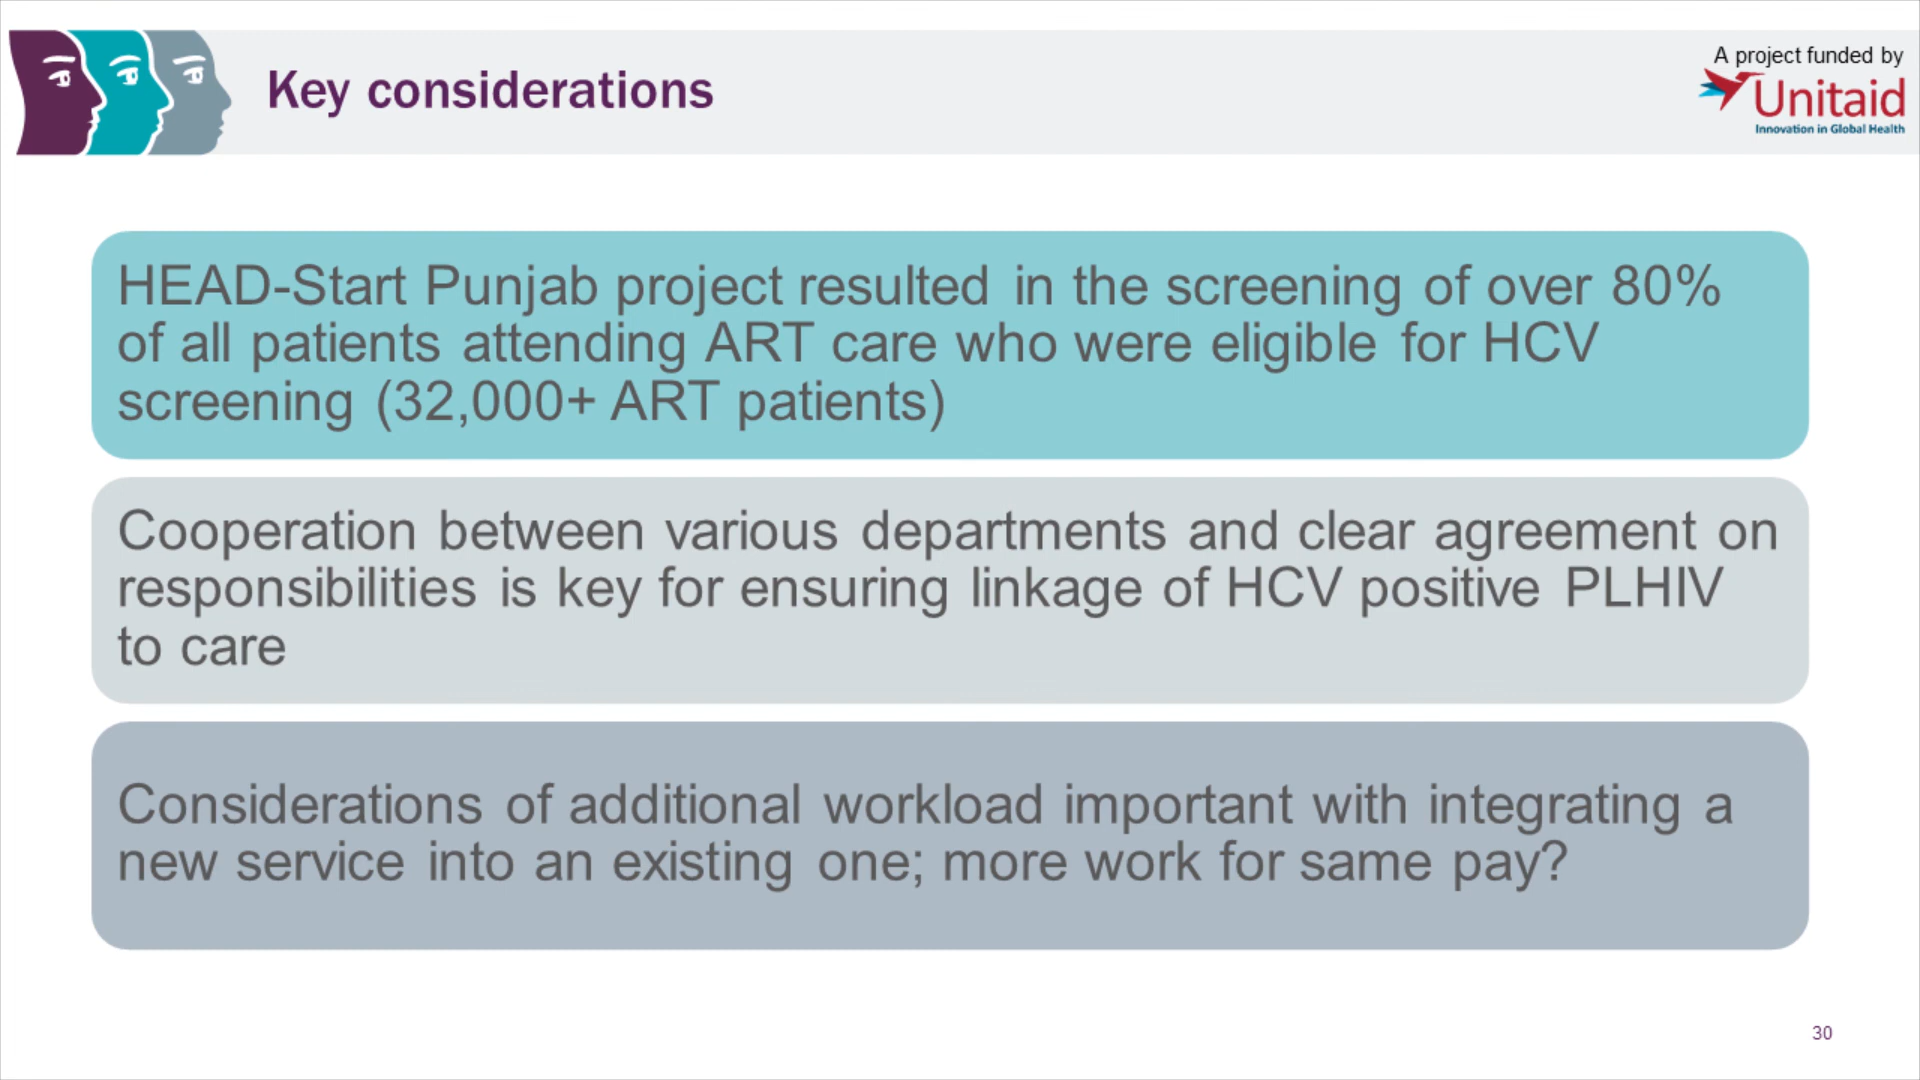 Key considerations
A project funded by
Unitaid
Innovation in Global Health
HEAD-Start Punjab project resulted in the screening of over 80%
of all patients attending ART care who were eligible for HCV
screening (32,000+ ART patients)
Cooperation between various departments and clear agreement on
responsibilities is key for ensuring linkage of HCV positive PLHIV
to care
Considerations of additional workload important with integrating a
new service into an existing one; more work for same pay?
30